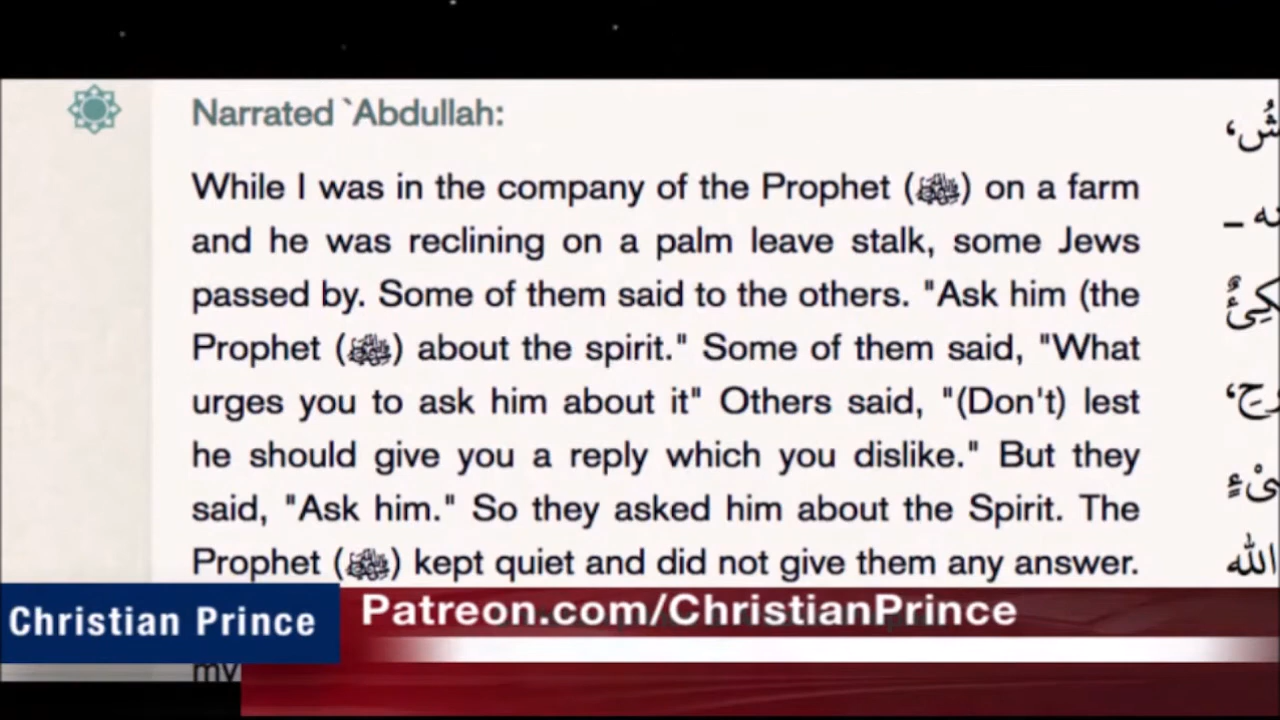 Narrated `Abdullah:
While I was in the company of the Prophet (ﷺ) on a farm
and he was reclining on a palm leave stalk, some Jews
passed by. Some of them said to the others. "Ask him (the
Prophet (ﷺ) about the spirit." Some of them said, "What
urges you to ask him about it" Others said, "(Don't) lest
he should give you a reply which you dislike." But they
said, "Ask him." So they asked him about the Spirit. The
Prophet (ﷺ) kept quiet and did not give them any answer.
Christian Prince
Patreon.com/ChristianPrince
my
الله